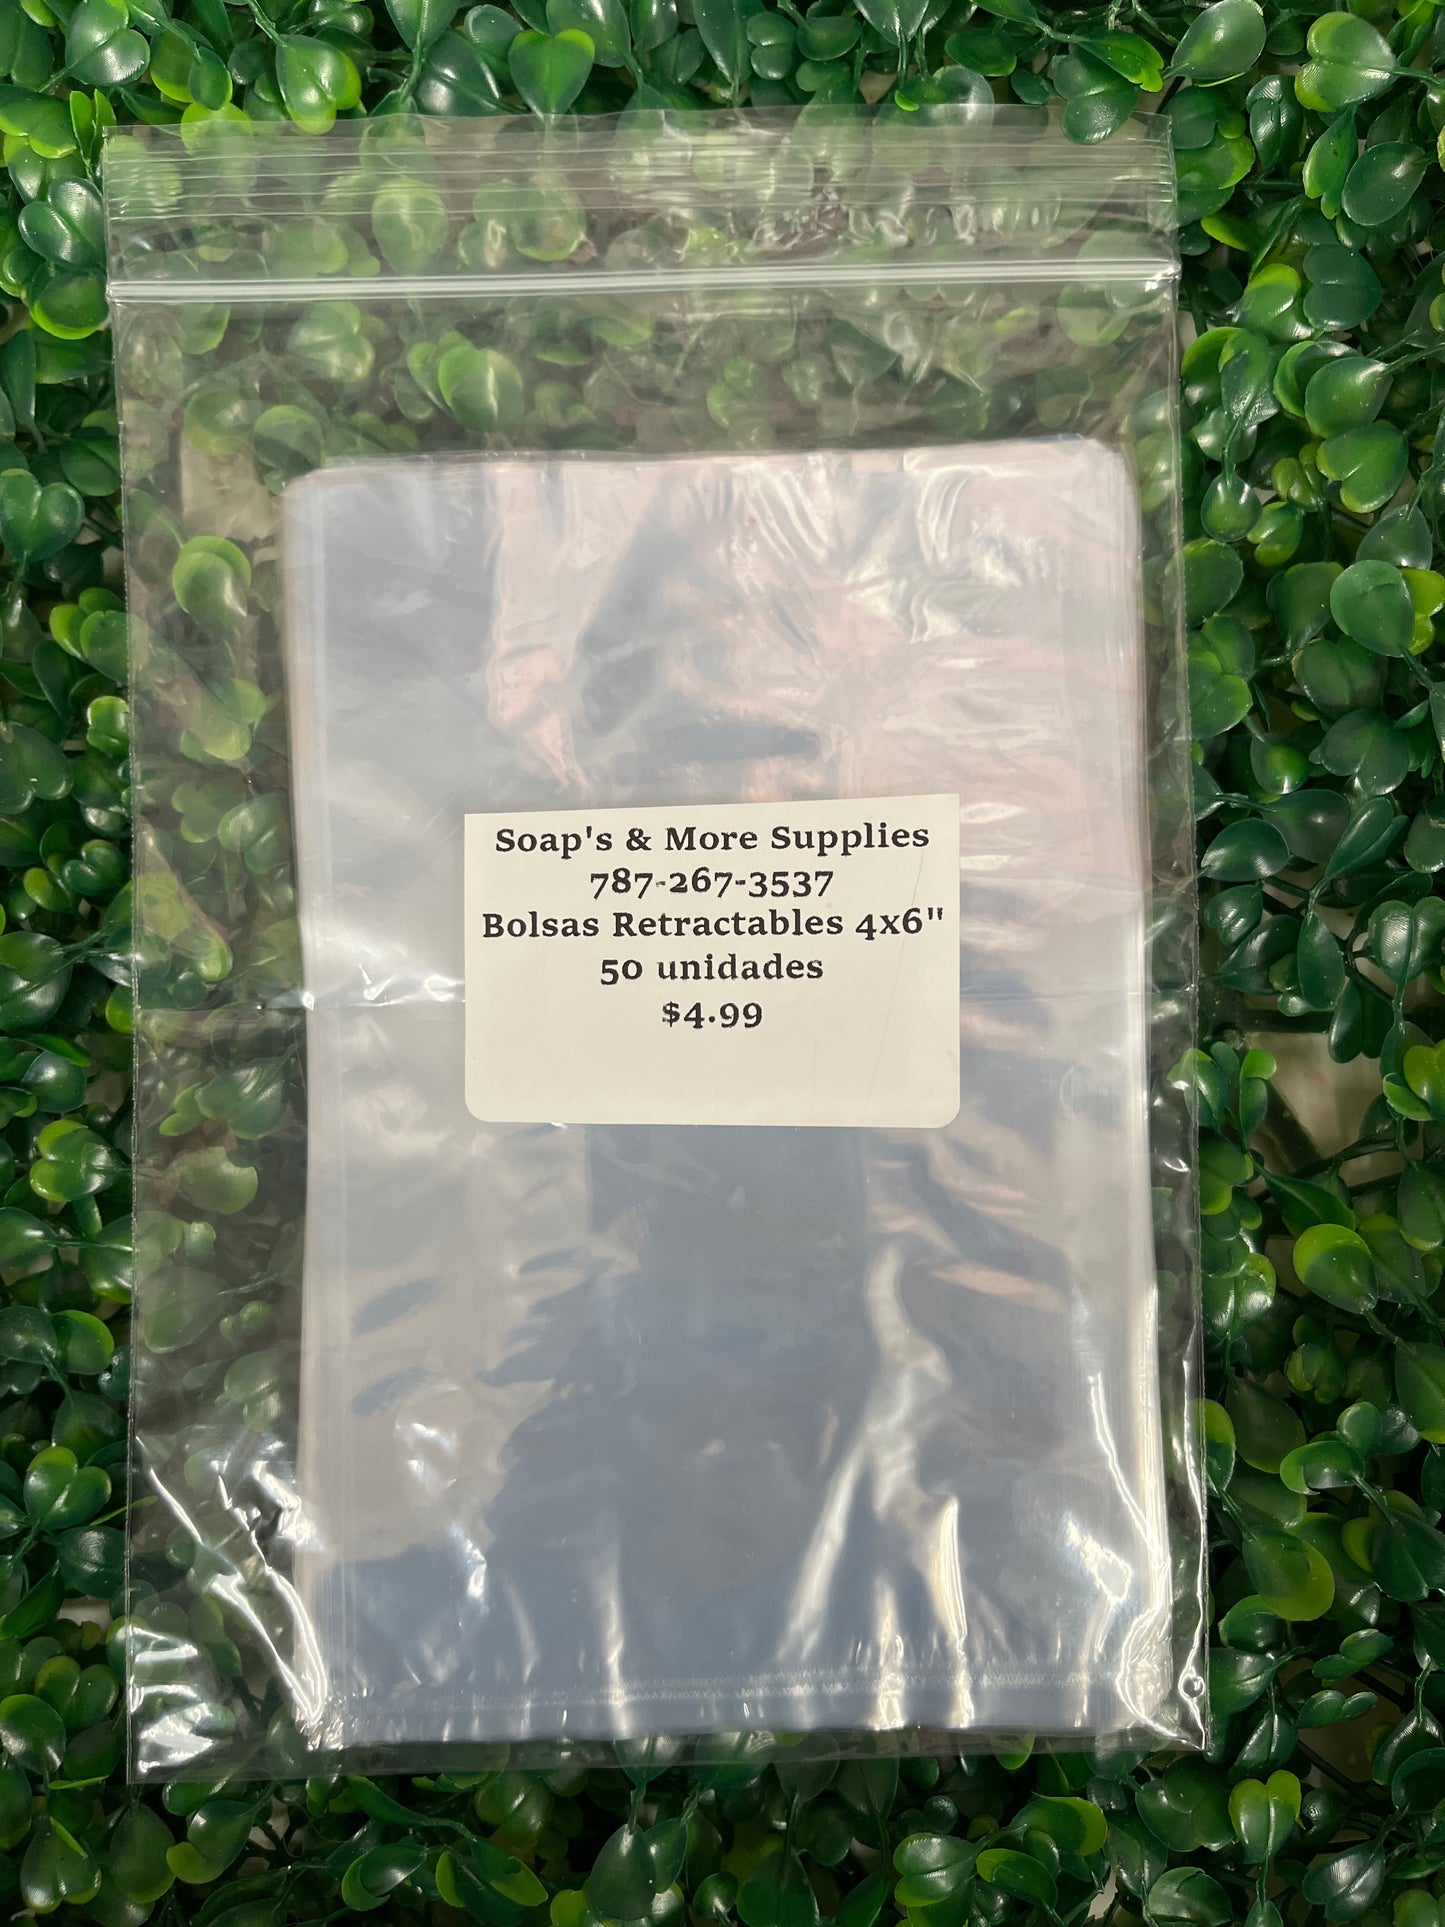 Soap's & More Supplies
787-267-3537
Bolsas Retractables 4x6"
50 unidades
$4.99